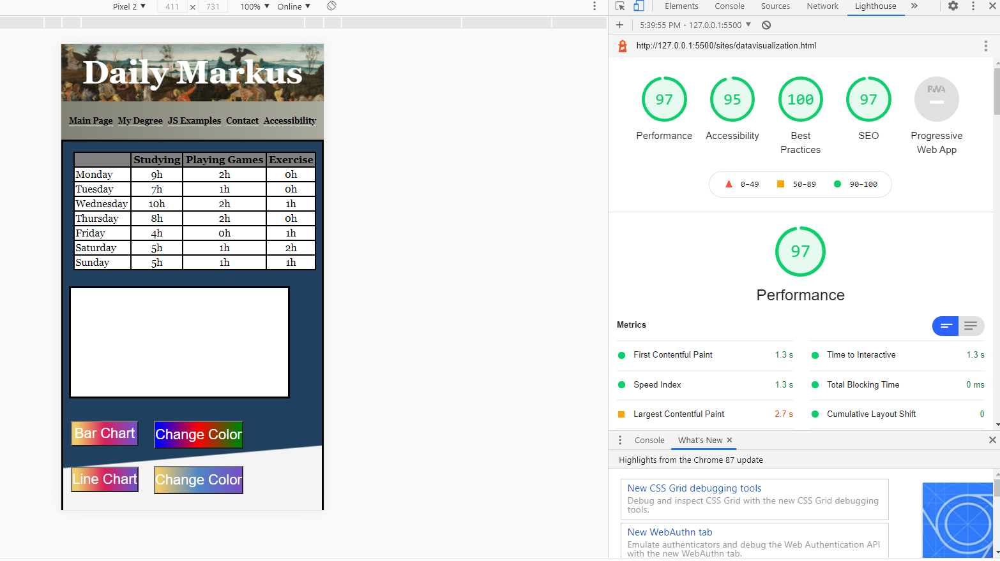 Pixel 2 ▼ 411 × 731 100% ▼ Online ▼
Daily Markus
Main Page My Degree JS Examples Contact Accessibility
Studying Playing Games Exercise
Monday 9h 2h 0h
Tuesday 7h 1h 0h
Wednesday 10h 2h 1h
Thursday 8h 2h 0h
Friday 4h 0h 1h
Saturday 5h 1h 2h
Sunday 5h 1h 1h
Bar Chart Change Color
Line Chart Change Color
Elements Console Sources Network Lighthouse »
5:39:55 PM - 127.0.0.1:5500 ▼
http://127.0.0.1:5500/sites/datavisualization.html
97 95 100 97 PWA
Performance Accessibility Best Practices SEO Progressive Web App
0–49 50–89 90–100
97
Performance
Metrics
First Contentful Paint 1.3 s Time to Interactive 1.3 s
Speed Index 1.3 s Total Blocking Time 0 ms
Largest Contentful Paint 2.7 s Cumulative Layout Shift 0
Console What's New ×
Highlights from the Chrome 87 update
New CSS Grid debugging tools
Debug and inspect CSS Grid with the new CSS Grid debugging
tools.
New WebAuthn tab
Emulate authenticators and debug the Web Authentication API
with the new WebAuthn tab.